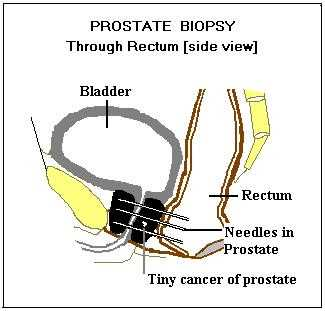 PROSTATE BIOPSY
Through Rectum [side view]
Bladder
Rectum
Needles in
Prostate
Tiny cancer of prostate